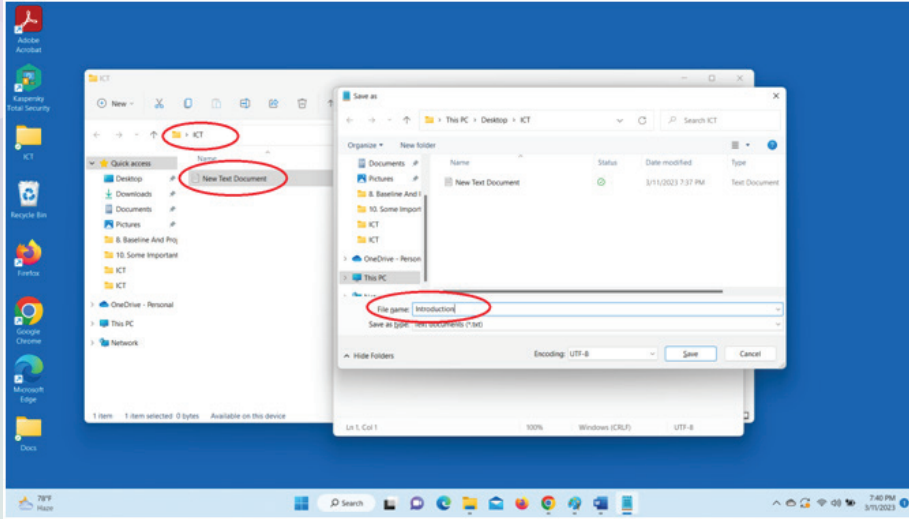 Adobe
Acrobat
Kaspersky
Total Security
ICT
Recycle Bin
Firefox
Google
Chrome
Microsoft
Edge
Docs
ICT
New
ICT
Name
Quick access
Desktop
Downloads
Documents
Pictures
8. Baseline And Proj
10. Some Important
ICT
ICT
OneDrive - Personal
This PC
Network
New Text Document
1 item 1 item selected 0 bytes Available on this device
Save as
This PC Desktop ICT
Search ICT
Organize New folder
Name Status Date modified Type
Documents
Pictures
8. Baseline And I
10. Some Import
ICT
ICT
OneDrive - Person
This PC
New Text Document 3/11/2023 7:37 PM Text Document
File name: Introduction
Save as type: Text Documents (*.txt)
Hide Folders Encoding: UTF-8 Save Cancel
Ln 1, Col 1 100% Windows (CRLF) UTF-8
78°F
Haze
Search
7:40 PM
3/11/2023